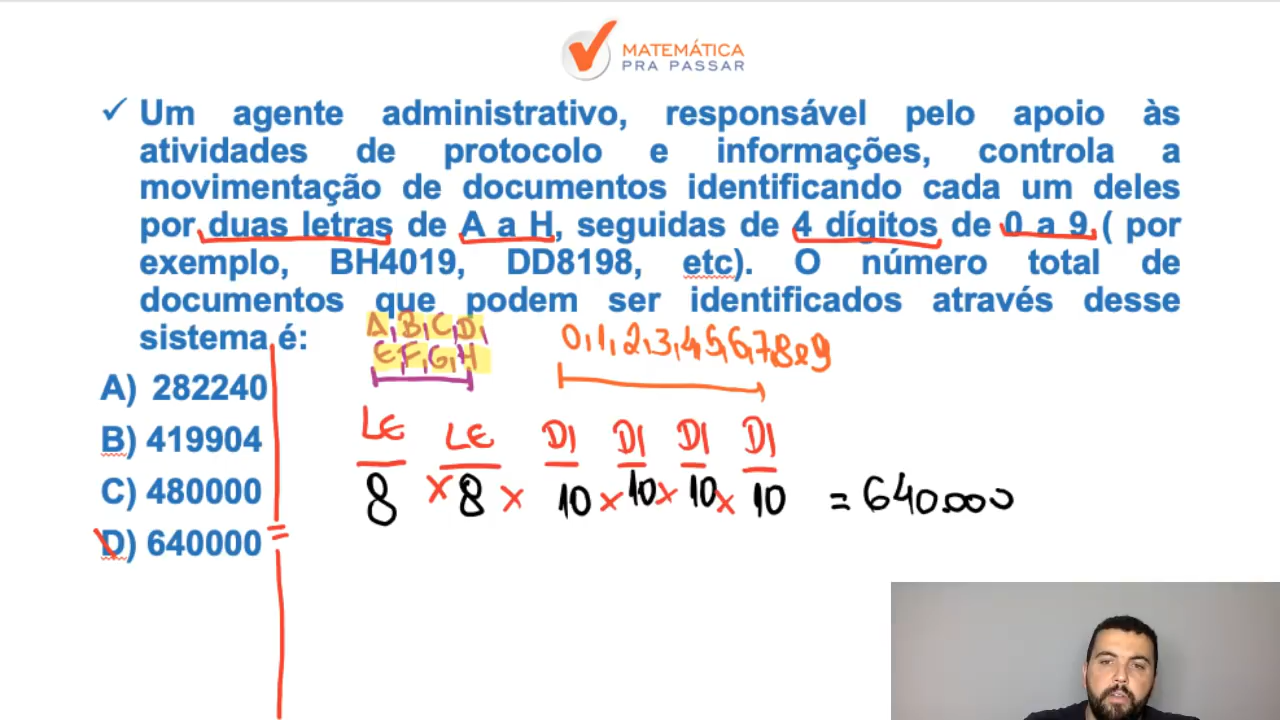 MATEMÁTICA
PRA PASSAR
✓ Um agente administrativo, responsável pelo apoio às
atividades de protocolo e informações, controla a
movimentação de documentos identificando cada um deles
por duas letras de A a H, seguidas de 4 dígitos de 0 a 9, ( por
exemplo, BH4019, DD8198, etc). O número total de
documentos que podem ser identificados através desse
sistema é:
A, B, C, D,
E, F, G, H
0, 1, 2, 3, 4, 5, 6, 7, 8 e 9
A) 282240
B) 419904
C) 480000
D) 640000
LE LE DI DI DI DI
8 × 8 × 10 × 10 × 10 × 10 = 640.000